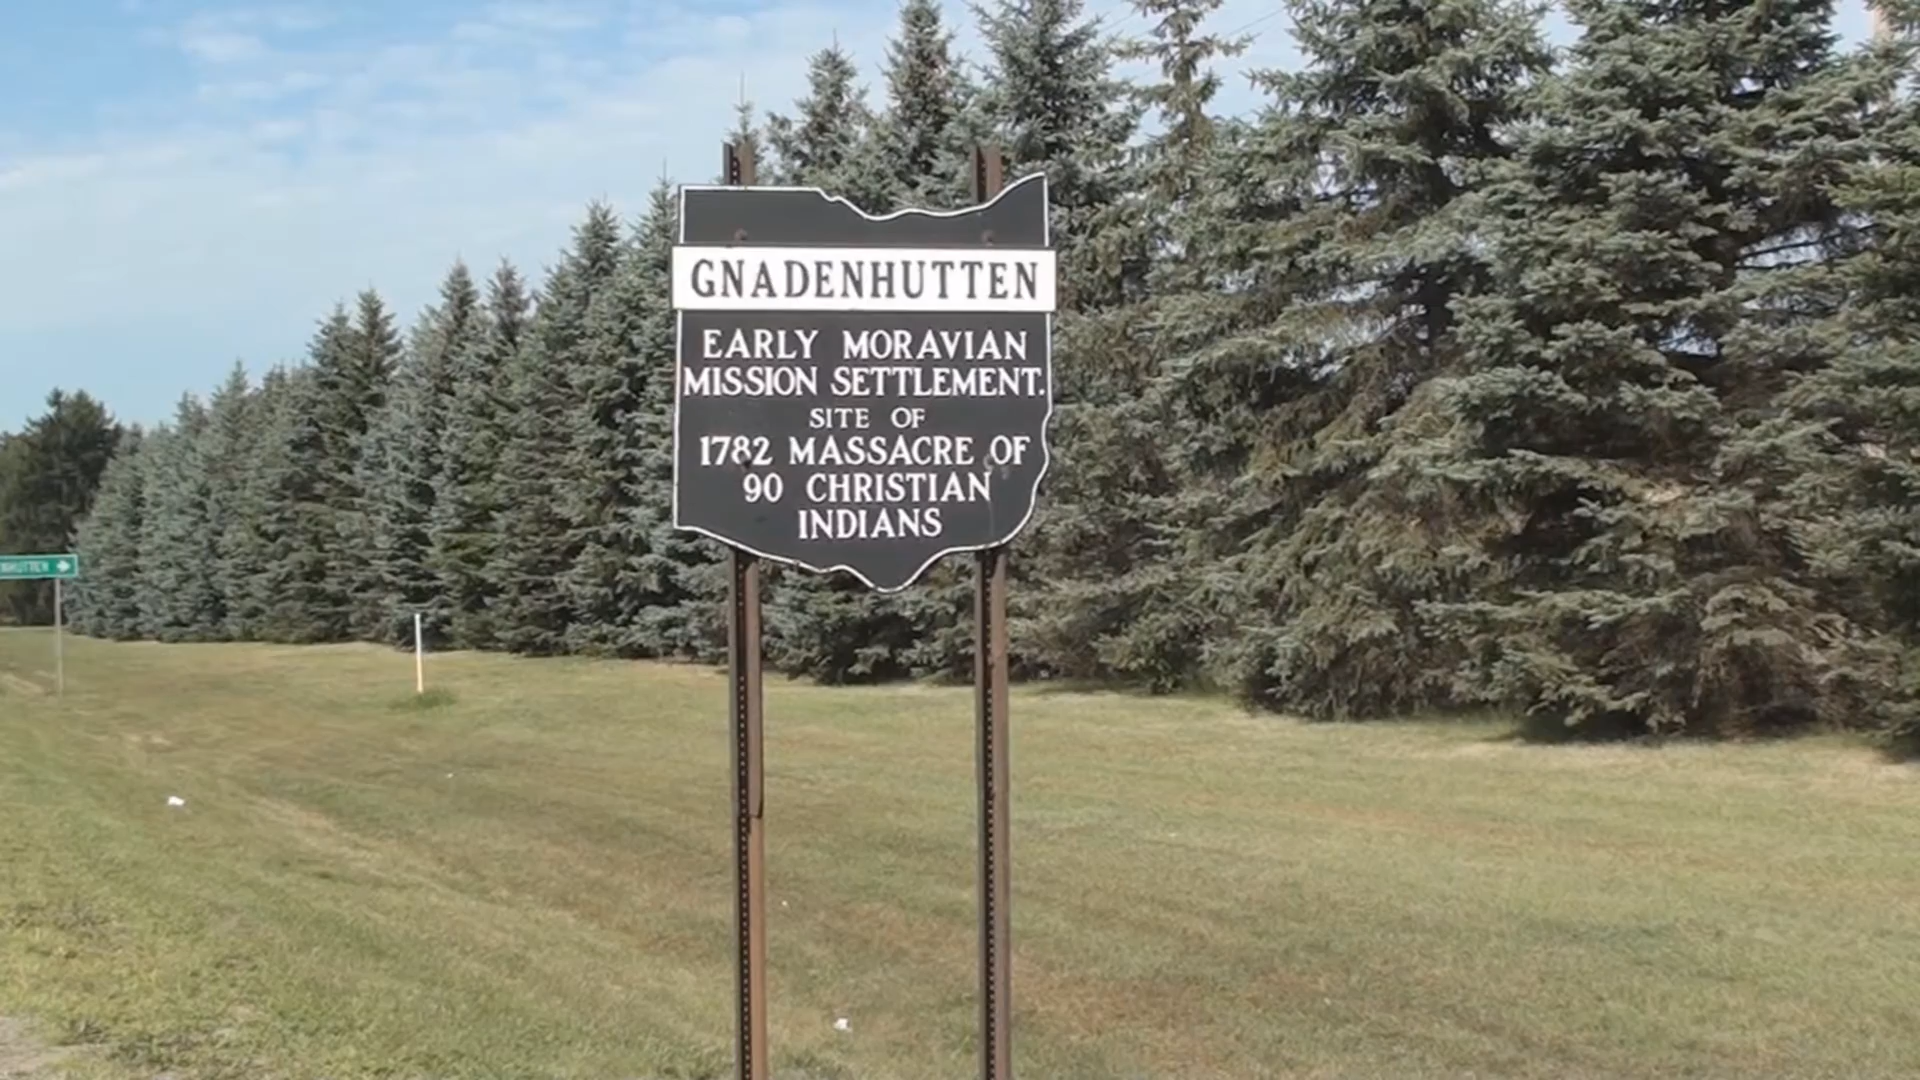 GNADENHUTTEN
EARLY MORAVIAN
MISSION SETTLEMENT.
SITE OF
1782 MASSACRE OF
90 CHRISTIAN
INDIANS